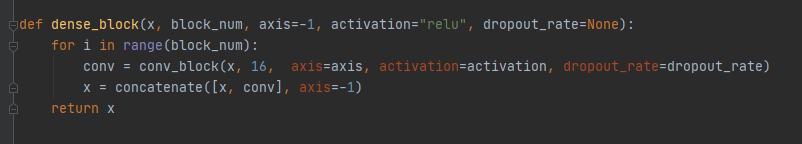 def dense_block(x, block_num, axis=-1, activation="relu", dropout_rate=None):
    for i in range(block_num):
        conv = conv_block(x, 16,  axis=axis, activation=activation, dropout_rate=dropout_rate)
        x = concatenate([x, conv], axis=-1)
    return x